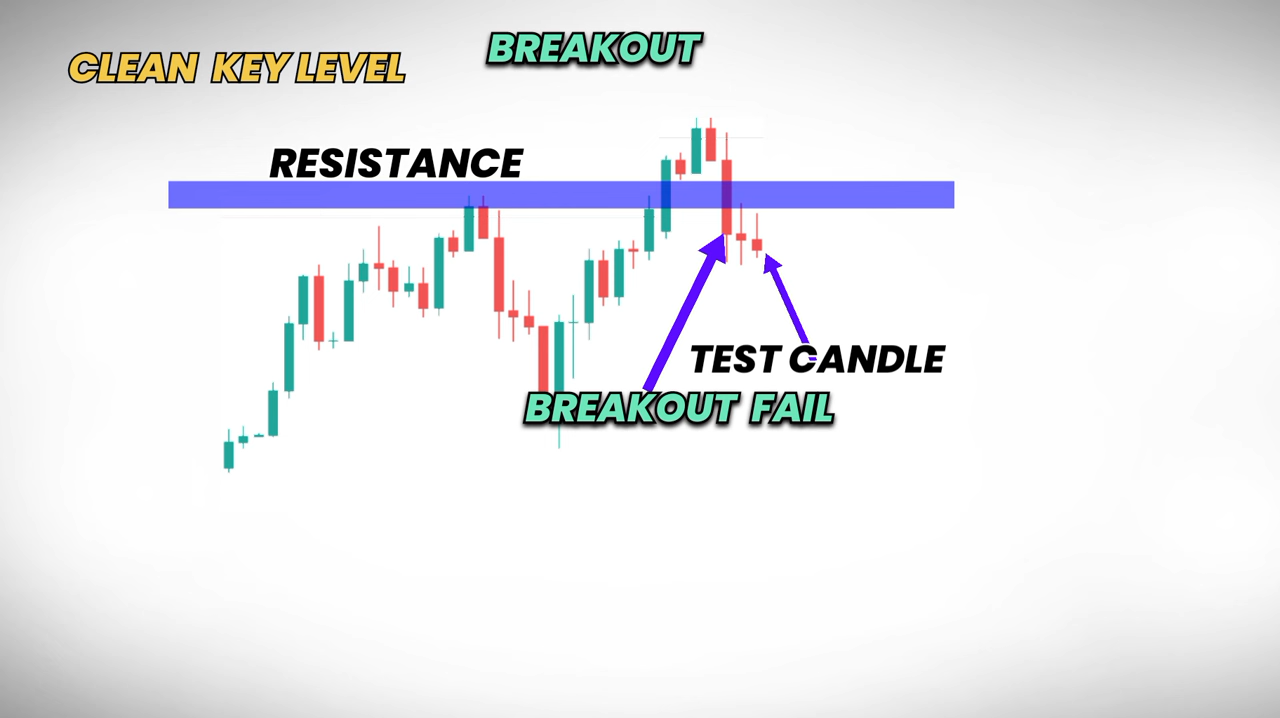 BREAKOUT
CLEAN KEY LEVEL
RESISTANCE
TEST CANDLE
BREAKOUT FAIL